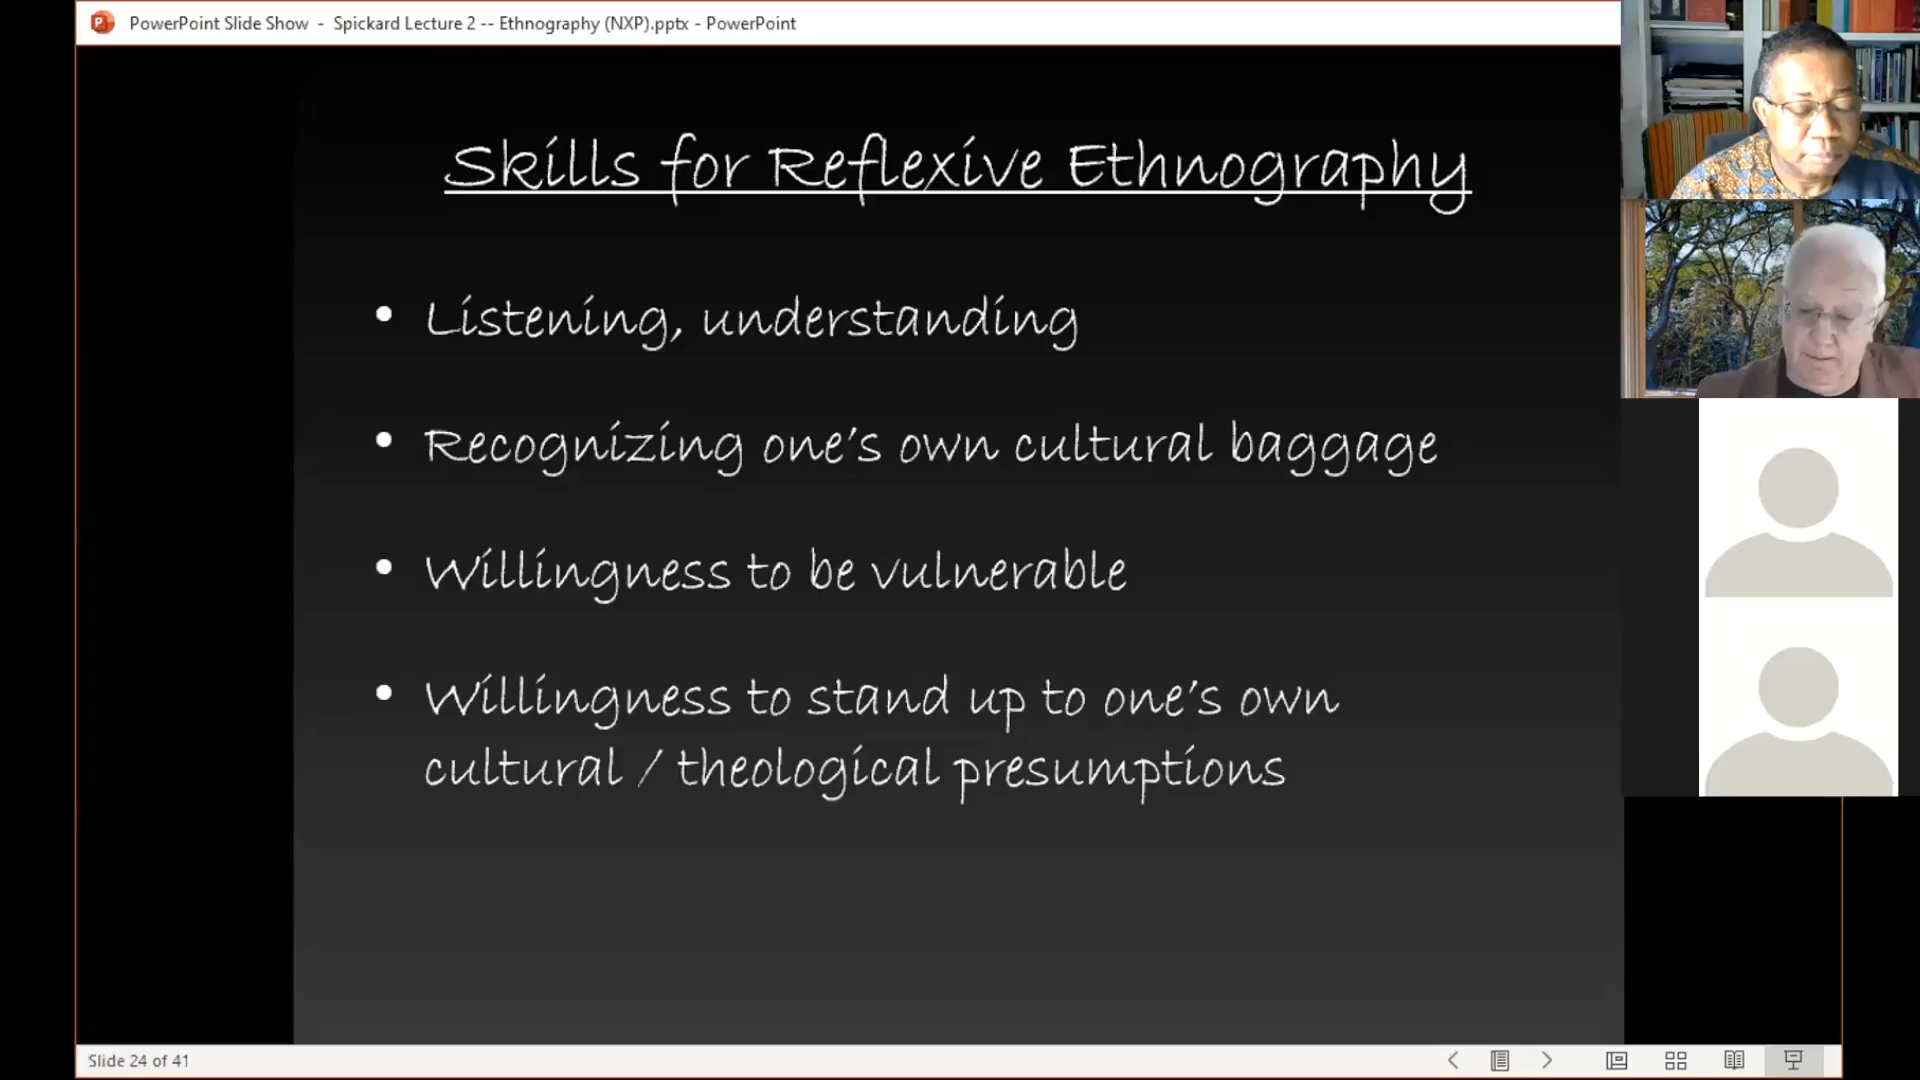 PowerPoint Slide Show - Spickard Lecture 2 -- Ethnography (NXP).pptx - PowerPoint
Skills for Reflexive Ethnography
• Listening, understanding
• Recognizing one's own cultural baggage
• Willingness to be vulnerable
• Willingness to stand up to one's own
cultural / theological presumptions
Slide 24 of 41